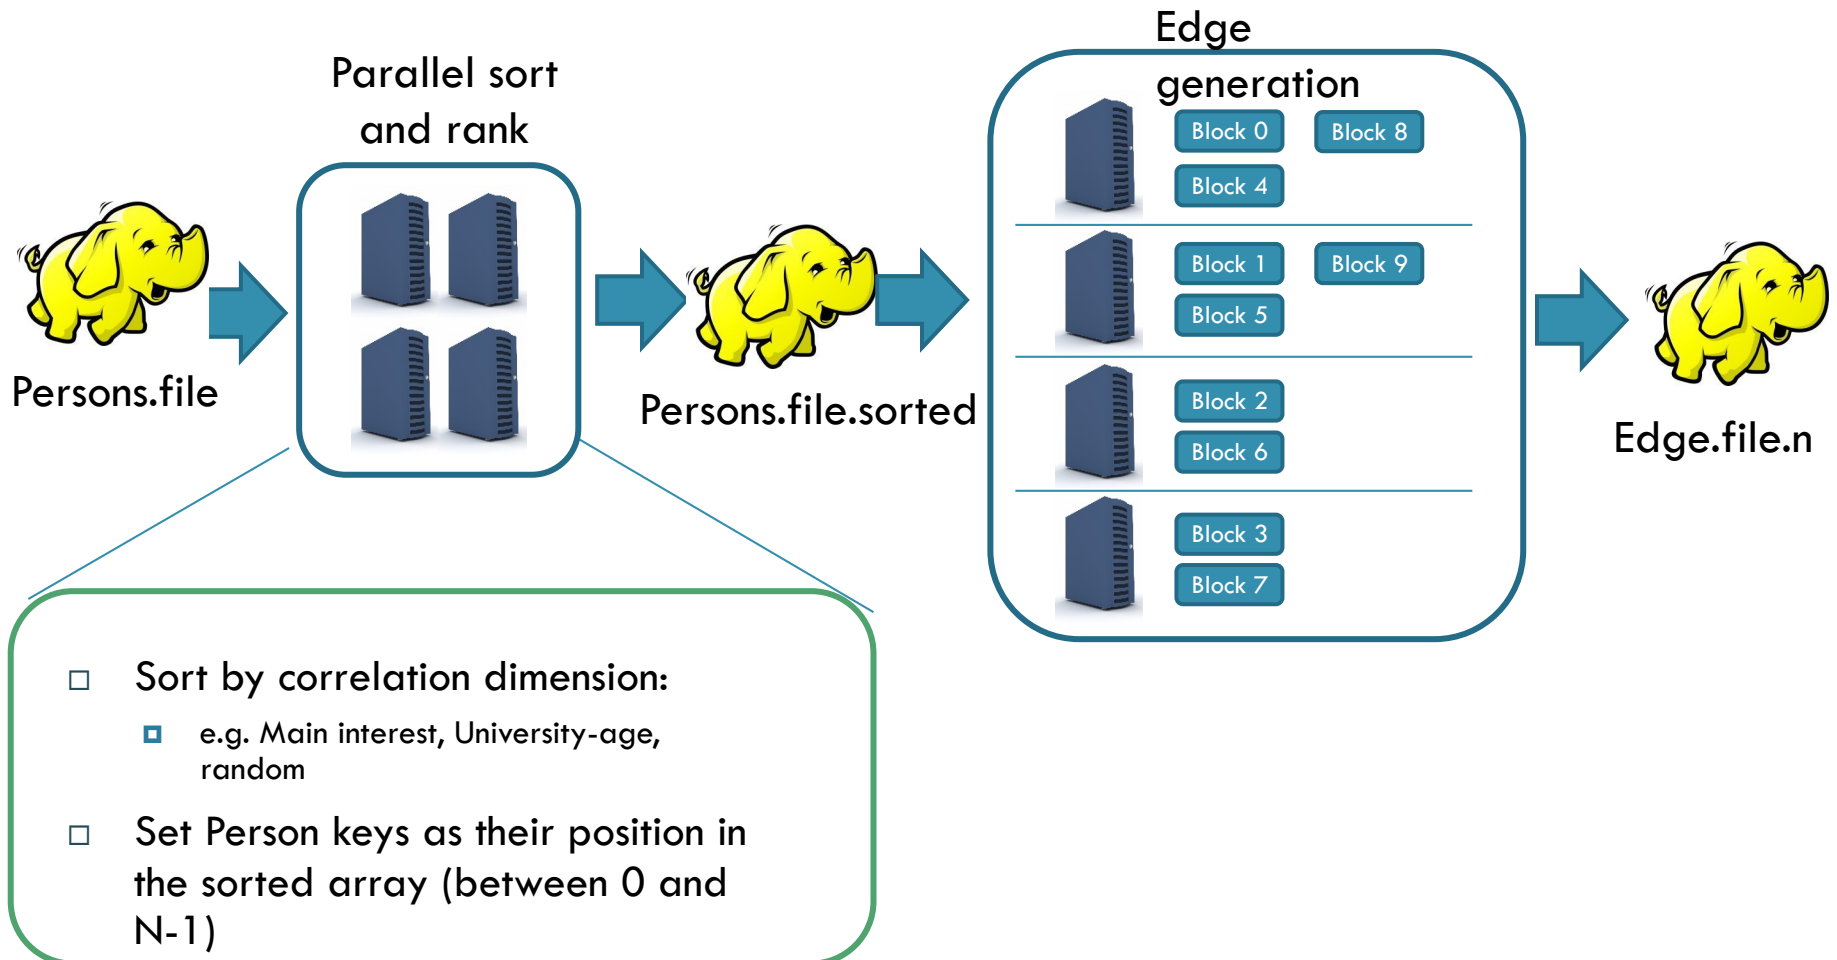 Parallel sort
and rank
Edge
generation
Block 0
Block 8
Block 4
Block 1
Block 9
Block 5
Block 2
Block 6
Block 3
Block 7
Persons.file
Persons.file.sorted
Edge.file.n
Sort by correlation dimension:
e.g. Main interest, University-age,
random
Set Person keys as their position in
the sorted array (between 0 and
N-1)